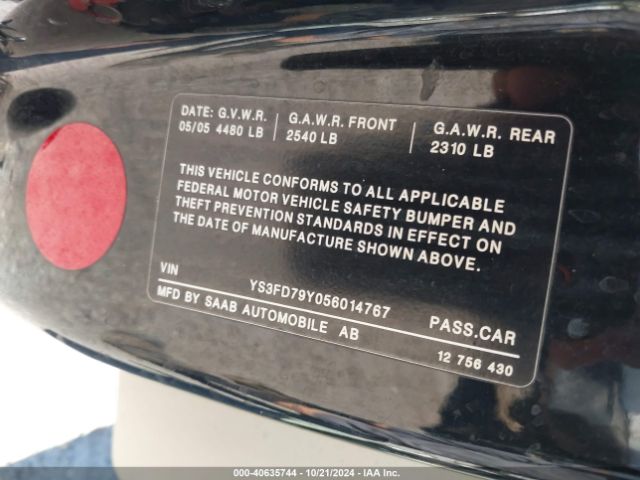 DATE: G.V.W.R. G.A.W.R. FRONT G.A.W.R. REAR
05/05 4480 LB 2540 LB 2310 LB
THIS VEHICLE CONFORMS TO ALL APPLICABLE
FEDERAL MOTOR VEHICLE SAFETY BUMPER AND
THEFT PREVENTION STANDARDS IN EFFECT ON
THE DATE OF MANUFACTURE SHOWN ABOVE.
VIN YS3FD79Y056014767 PASS.CAR
MFD BY SAAB AUTOMOBILE AB 12 756 430
000-40635744 | 10/21/2024 | IAA Inc.